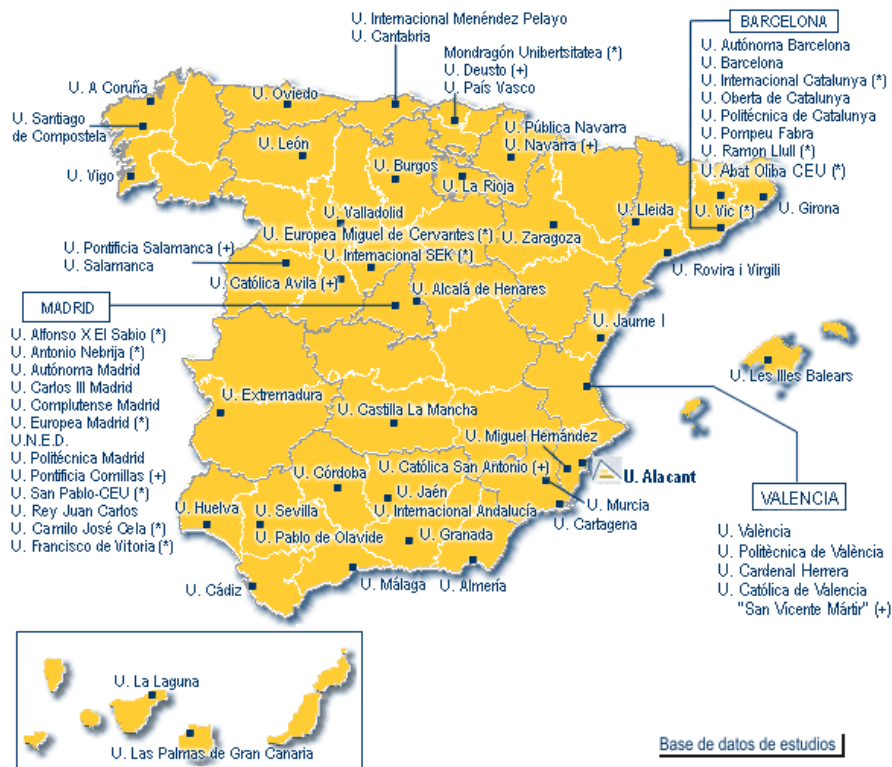 U. Internacional Menéndez Pelayo
U. Cantabria
Mondragón Unibertsitatea (*)
U. Deusto (+)
U. País Vasco
BARCELONA
U. Autónoma Barcelona
U. Barcelona
U. Internacional Catalunya (*)
U. Oberta de Catalunya
U. Politécnica de Catalunya
U. Pompeu Fabra
U. Ramon Llull (*)
U. Abat Oliba CEU (*)
U. A Coruña
U. Oviedo
U. Santiago
de Compostela
U. Pública Navarra
U. Navarra (+)
U. León
U. Burgos
U. La Rioja
U. Vigo
U. Valladolid
U. Europea Miguel de Cervantes (*)
U. Zaragoza
U. Lleida
U. Vic (*)
U. Girona
U. Pontificia Salamanca (+)
U. Salamanca
U. Internacional SEK (*)
U. Católica Avila (+)
U. Rovira i Virgili
U. Alcalá de Henares
MADRID
U. Alfonso X El Sabio (*)
U. Antonio Nebrija (*)
U. Autónoma Madrid
U. Carlos III Madrid
U. Complutense Madrid
U. Europea Madrid (*)
U.N.E.D.
U. Politécnica Madrid
U. Pontificia Comillas (+)
U. San Pablo-CEU (*)
U. Rey Juan Carlos
U. Camilo José Cela (*)
U. Francisco de Vitoria (*)
U. Jaume I
U. Les Illes Balears
U. Extremadura
U. Castilla La Mancha
U. Miguel Hernández
U. Católica San Antonio (+)
U. Alacant
U. Córdoba
U. Jaén
U. Internacional Andalucía
U. Murcia
U. Cartagena
U. Huelva
U. Sevilla
U. Pablo de Olavide
U. Granada
U. Cádiz
U. Málaga
U. Almería
VALENCIA
U. València
U. Politècnica de València
U. Cardenal Herrera
U. Católica de Valencia
"San Vicente Mártir" (+)
U. La Laguna
U. Las Palmas de Gran Canaria
Base de datos de estudios